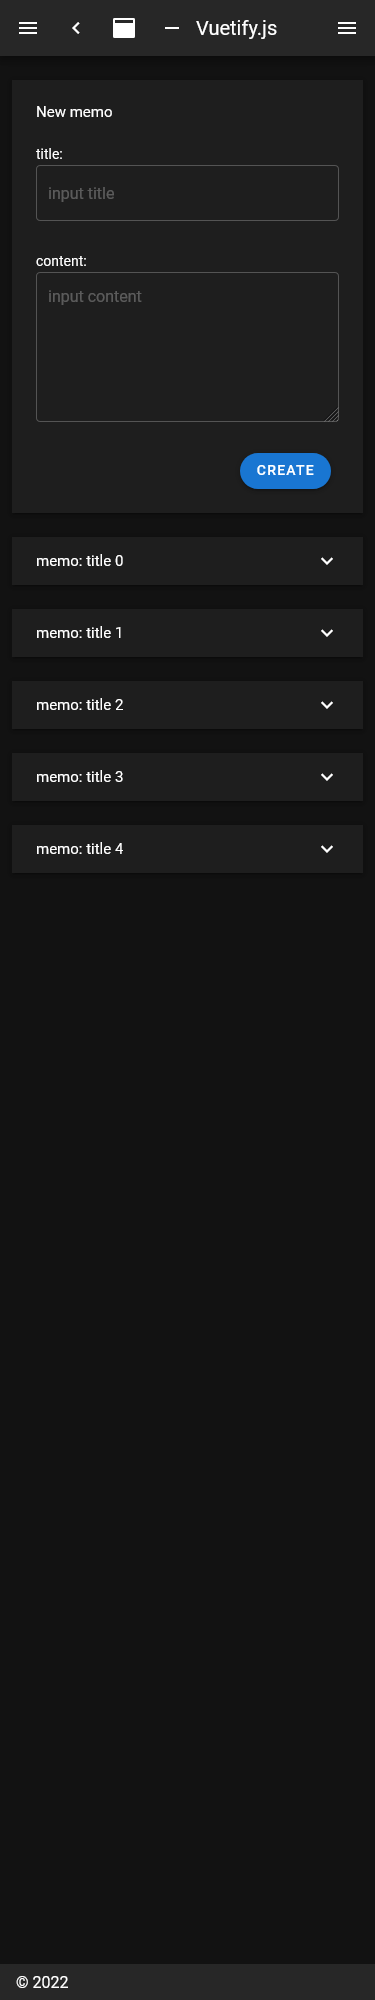 Vuetify.js
New memo
title:
input title
content:
input content
CREATE
memo: title 0
memo: title 1
memo: title 2
memo: title 3
memo: title 4
© 2022